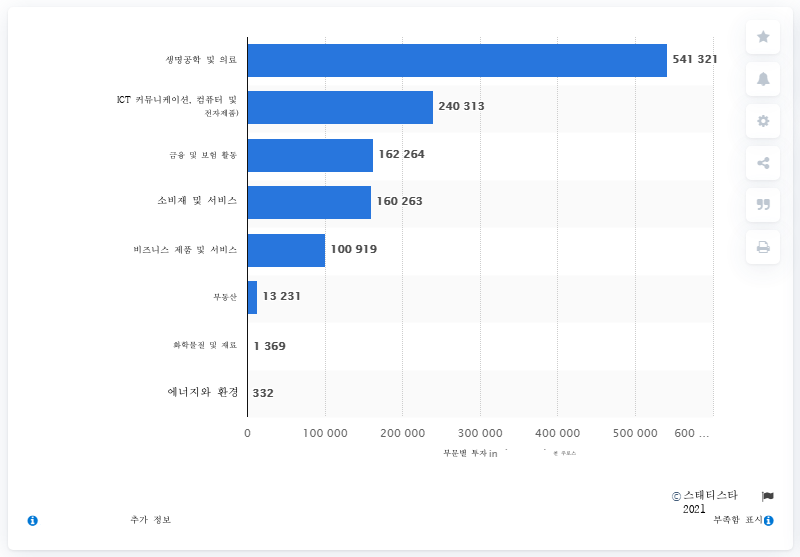 생명공학 및 의료
541 321
ICT 커뮤니케이션, 컴퓨터 및
전자제품)
240 313
금융 및 보험 활동
162 264
소비재 및 서비스
160 263
비즈니스 제품 및 서비스
100 919
부동산
13 231
화학물질 및 재료
1 369
에너지와 환경
332
0 100 000 200 000 300 000 400 000 500 000 600 ...
부문별 투자 in
© 스태티스타
2021
추가 정보
부족함 표시